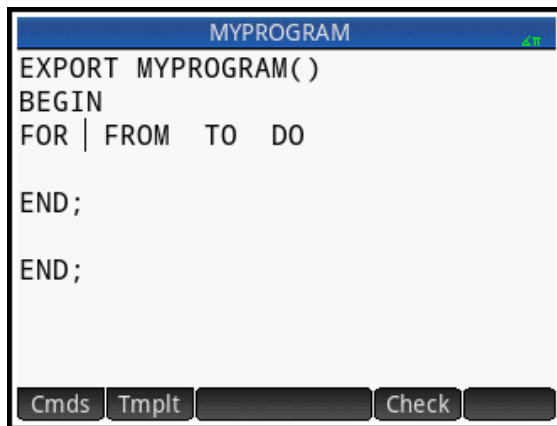 MYPROGRAM
∠π
EXPORT MYPROGRAM()
BEGIN
FOR FROM TO DO
END;
END;
Cmds Tmplt Check